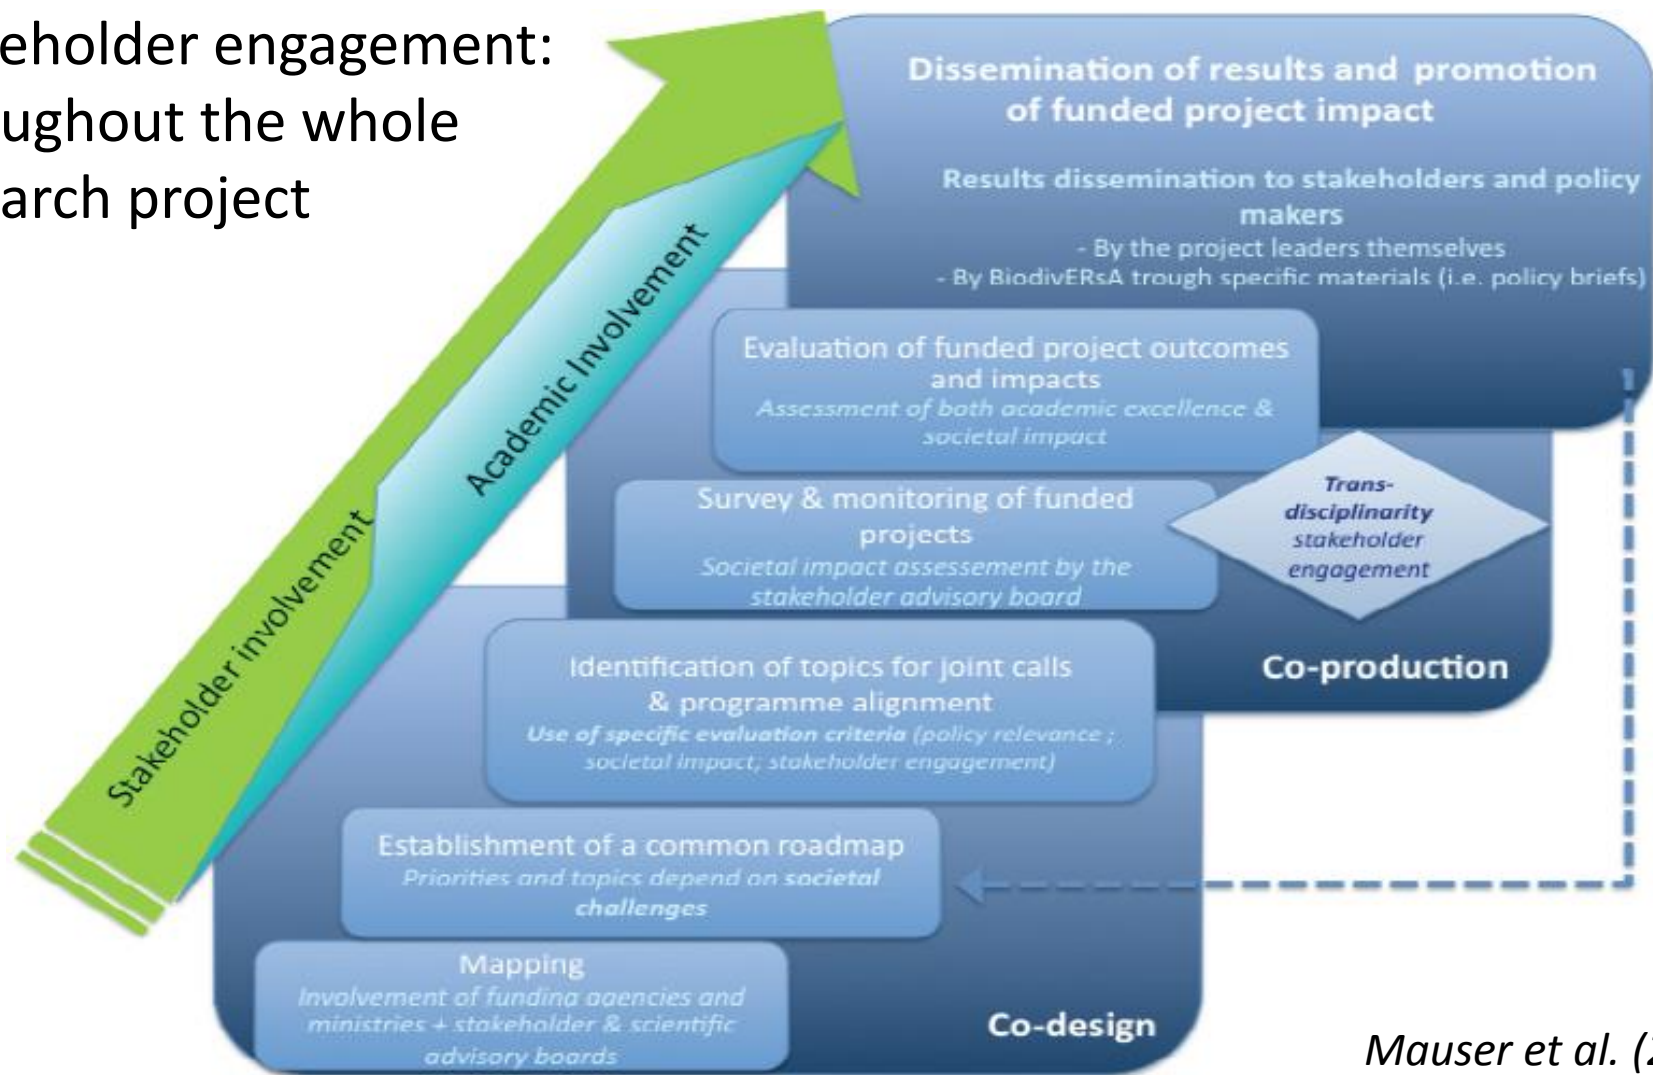 eholder engagement:
ughout the whole
arch project
Stakeholder involvement
Academic Involvement
Dissemination of results and promotion
of funded project impact
Results dissemination to stakeholders and policy
makers
- By the project leaders themselves
- By BiodivERsA trough specific materials (i.e. policy briefs)
Evaluation of funded project outcomes
and impacts
Assessment of both academic excellence &
societal impact
Survey & monitoring of funded
projects
Societal impact assessement by the
stakeholder advisory board
Trans-
disciplinarity
stakeholder
engagement
Co-production
Identification of topics for joint calls
& programme alignment
Use of specific evaluation criteria (policy relevance ;
societal impact; stakeholder engagement)
Establishment of a common roadmap
Priorities and topics depend on societal
challenges
Mapping
Involvement of funding agencies and
ministries + stakeholder & scientific
advisory boards
Co-design
Mauser et al. (2